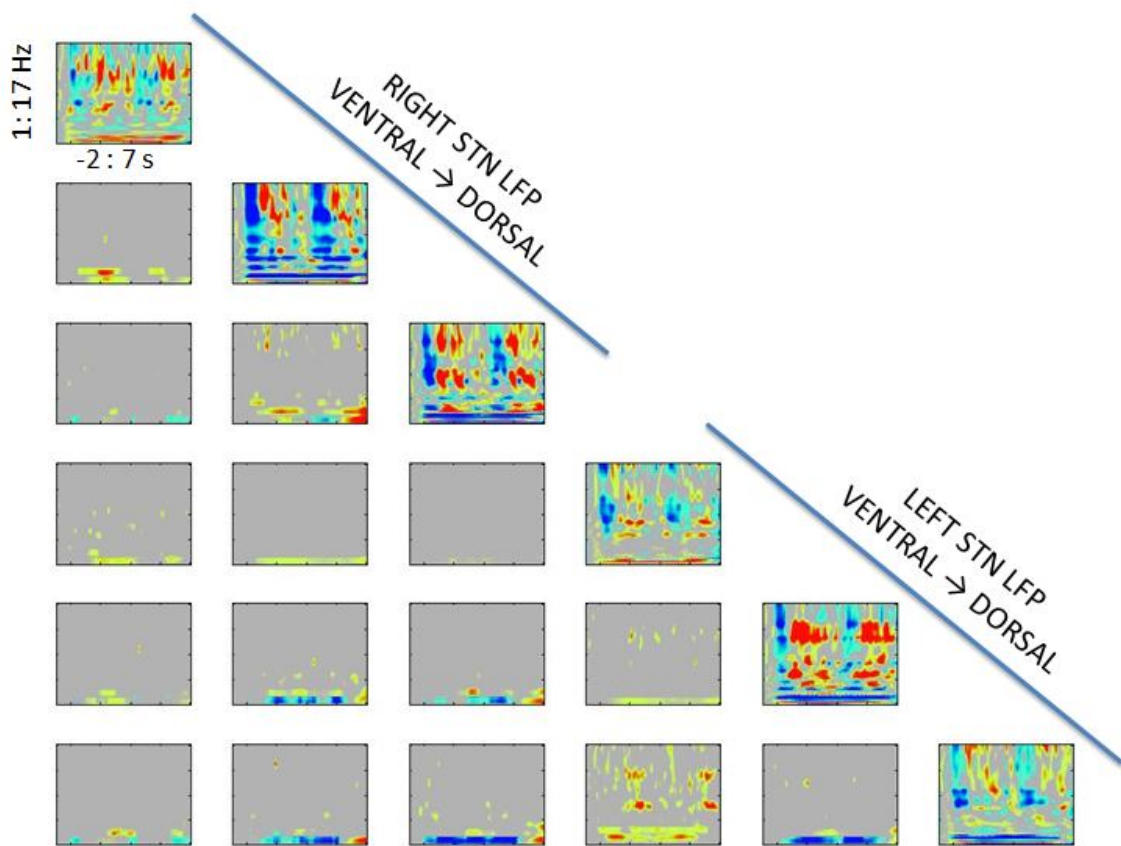 1 : 17 Hz
-2 : 7 s
RIGHT STN LFP
VENTRAL → DORSAL
LEFT STN LFP
VENTRAL → DORSAL